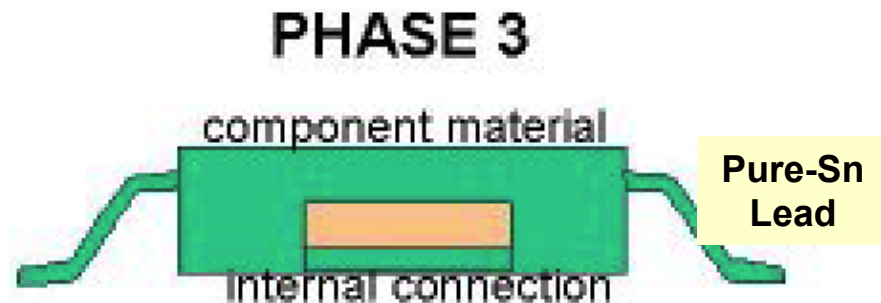 PHASE 3
component material
Pure-Sn
Lead
internal connection